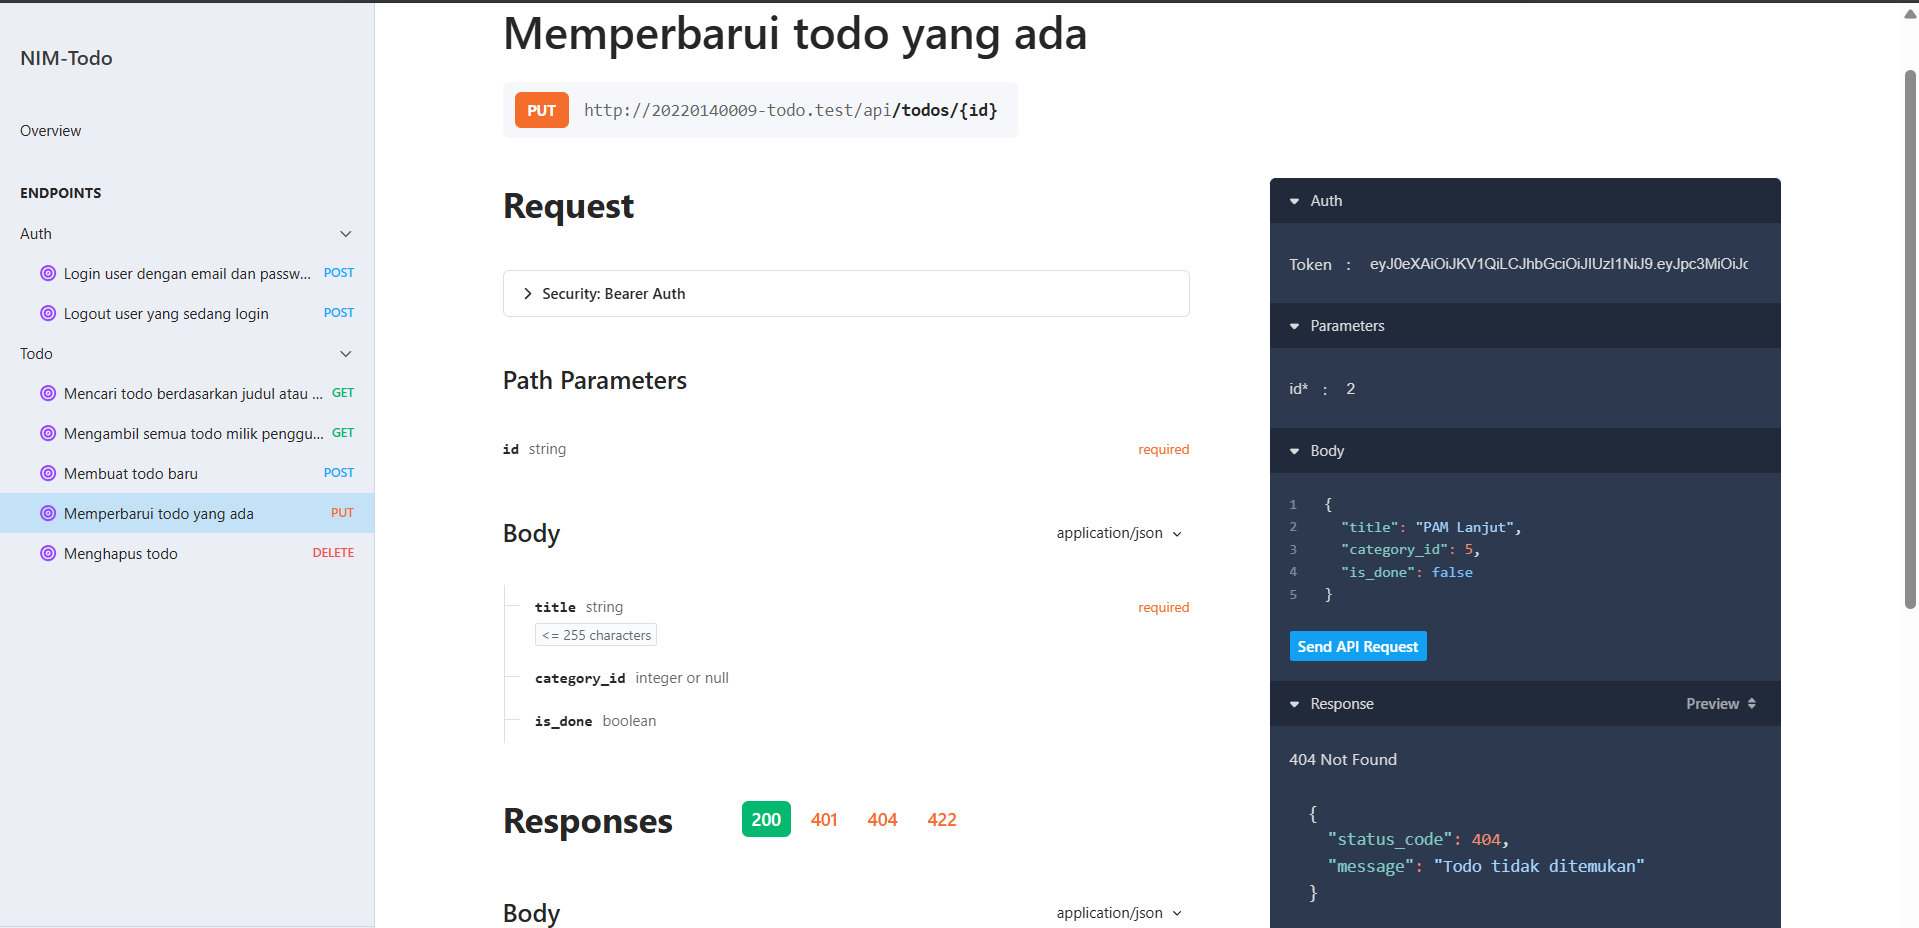 NIM-Todo
Overview
ENDPOINTS
Auth
Login user dengan email dan passw... POST
Logout user yang sedang login POST
Todo
Mencari todo berdasarkan judul atau ... GET
Mengambil semua todo milik penggu... GET
Membuat todo baru POST
Memperbarui todo yang ada PUT
Menghapus todo DELETE
Memperbarui todo yang ada
PUT http://20220140009-todo.test/api/todos/{id}
Request
Security: Bearer Auth
Path Parameters
id string required
Body application/json
title string required
<= 255 characters
category_id integer or null
is_done boolean
Responses 200 401 404 422
Body application/json
Auth
Token : eyJ0eXAiOiJKV1QiLCJhbGciOiJIUzI1NiJ9.eyJpc3MiOiJc
Parameters
id* : 2
Body
1 {
2 "title": "PAM Lanjut",
3 "category_id": 5,
4 "is_done": false
5 }
Send API Request
Response Preview
404 Not Found
{
"status_code": 404,
"message": "Todo tidak ditemukan"
}